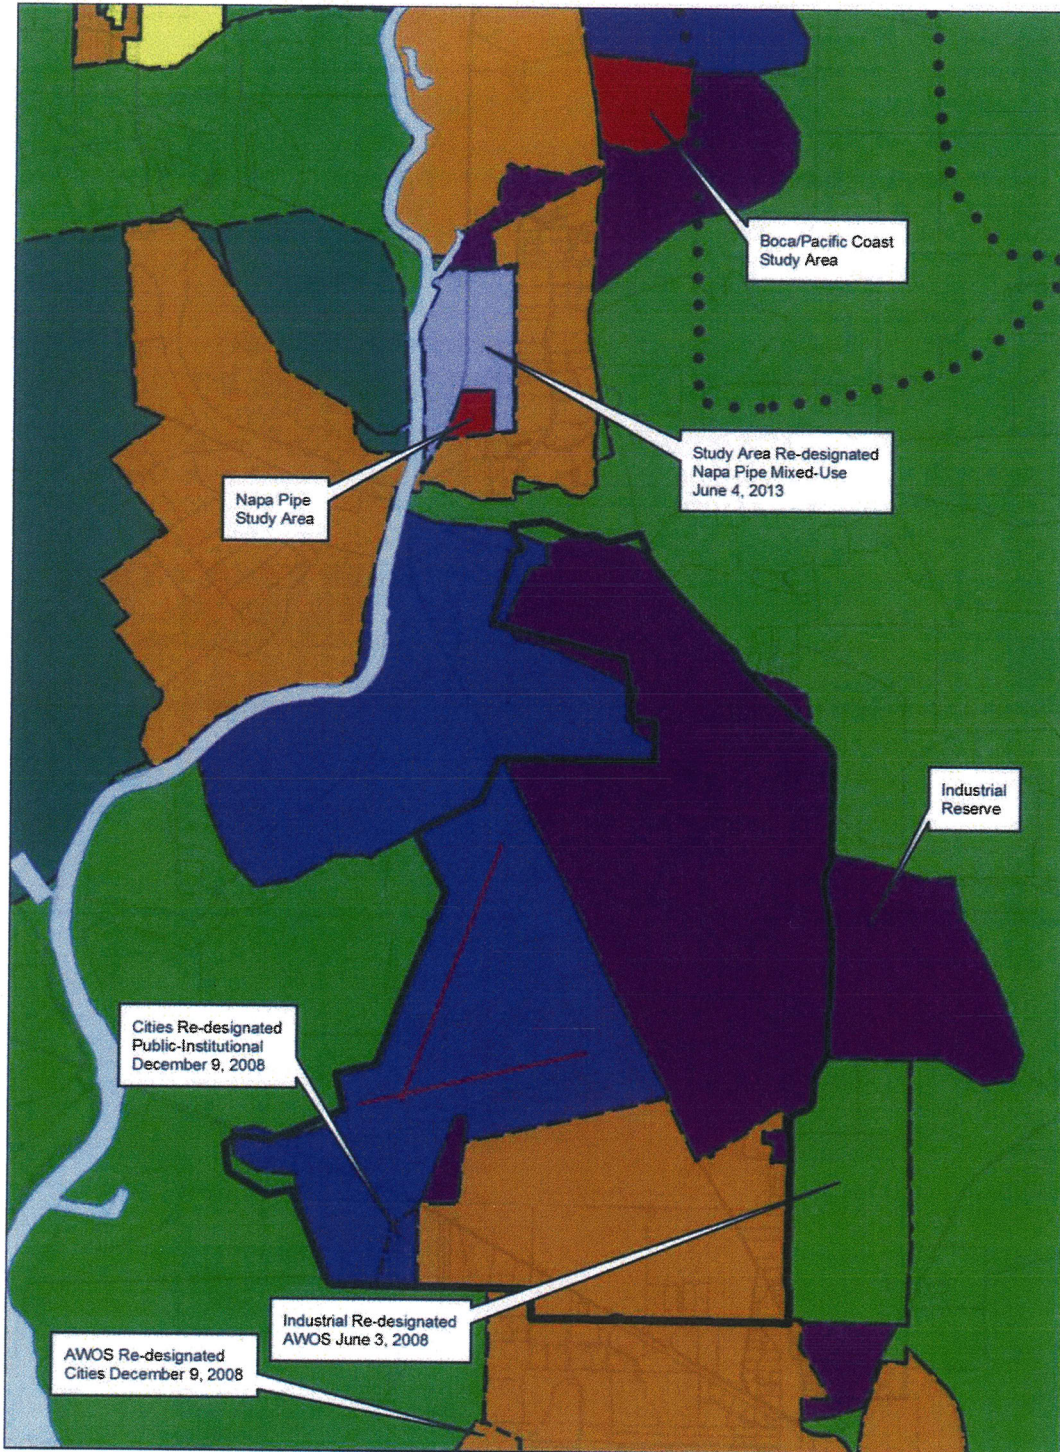 Boca/Pacific Coast
Study Area
Study Area Re-designated
Napa Pipe Mixed-Use
June 4, 2013
Napa Pipe
Study Area
Industrial
Reserve
Cities Re-designated
Public-Institutional
December 9, 2008
Industrial Re-designated
AWOS June 3, 2008
AWOS Re-designated
Cities December 9, 2008